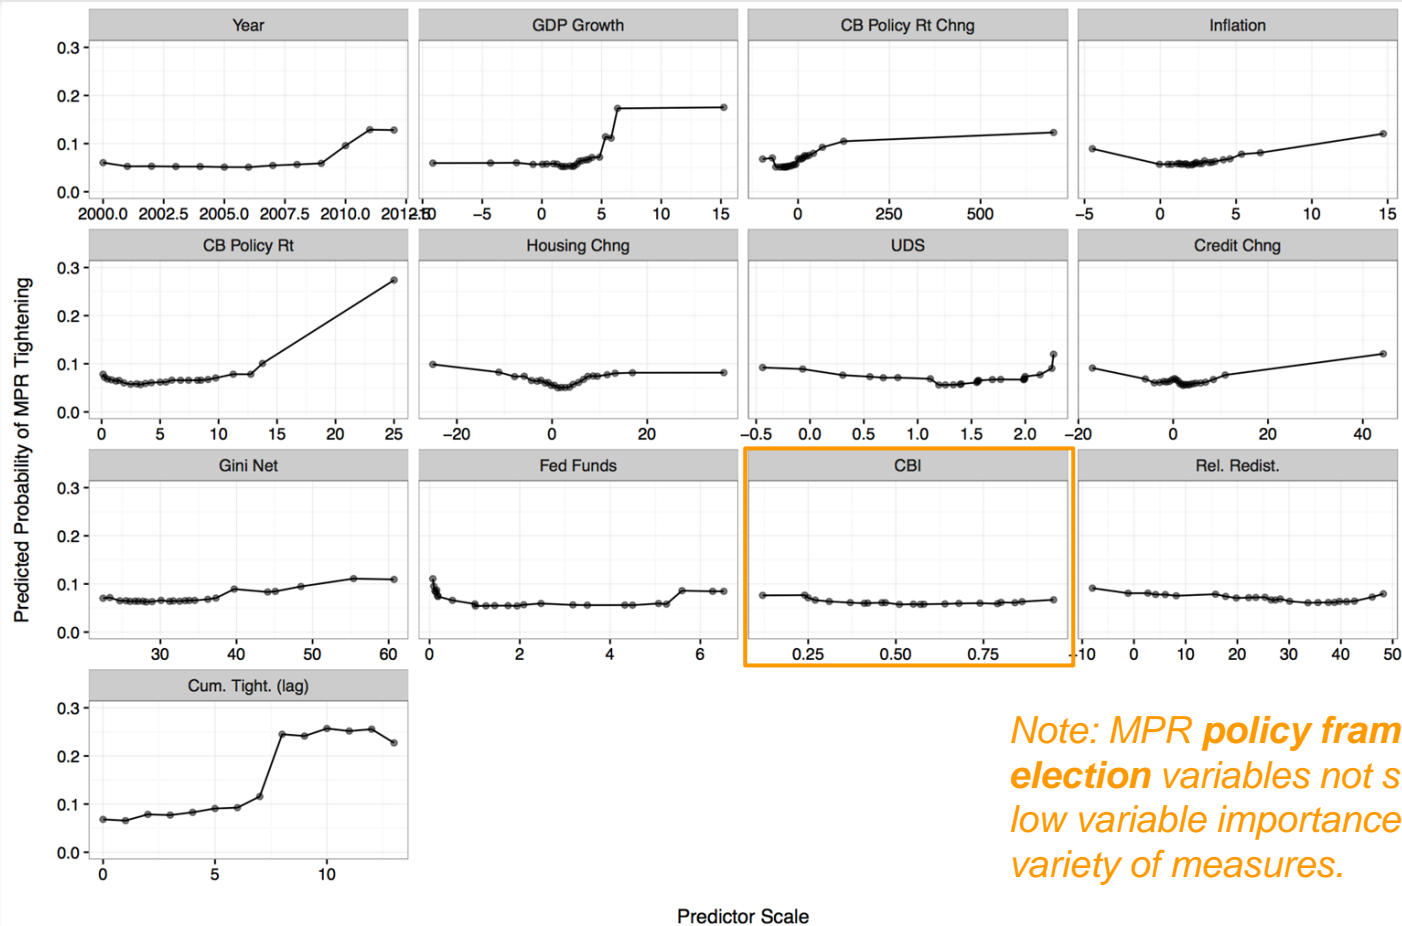 Year
GDP Growth
CB Policy Rt Chng
Inflation
0.3
0.2
0.1
0.0
2000.0 2002.5 2005.0 2007.5 2010.0 2012.5
−10 −5 0 5 10 15
0 250 500
−5 0 5 10 15
CB Policy Rt
Housing Chng
UDS
Credit Chng
0.3
0.2
0.1
0.0
0 5 10 15 20 25
−20 0 20
−0.5 0.0 0.5 1.0 1.5 2.0
−20 0 20 40
Predicted Probability of MPR Tightening
Gini Net
Fed Funds
CBI
Rel. Redist.
0.3
0.2
0.1
0.0
30 40 50 60
0 2 4 6
0.25 0.50 0.75
−10 0 10 20 30 40 50
Cum. Tight. (lag)
0.3
0.2
0.1
0.0
0 5 10
Note: MPR policy fram
election variables not s
low variable importance
variety of measures.
Predictor Scale